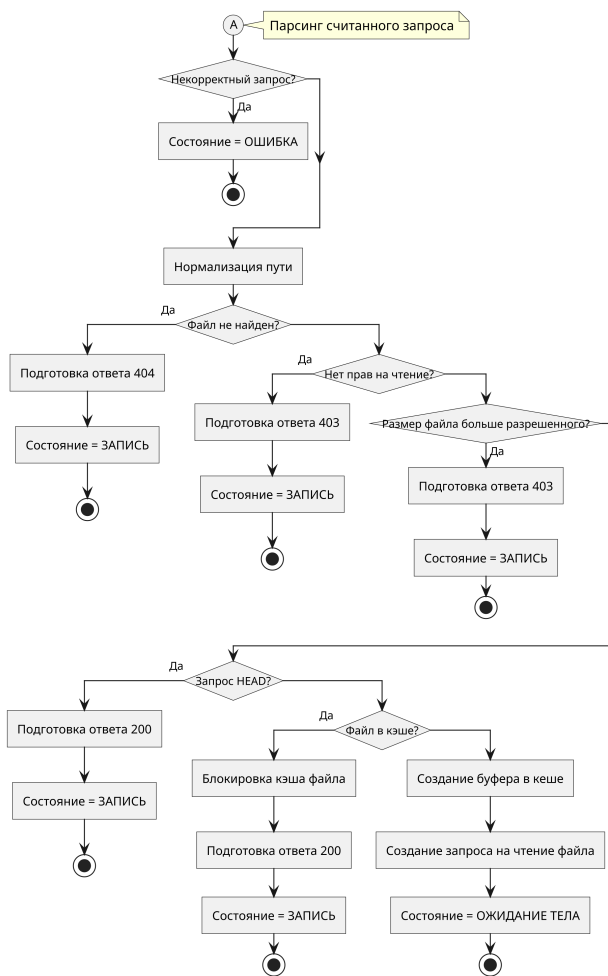 A
Парсинг считанного запроса
Некорректный запрос?
Да
Состояние = ОШИБКА
Нормализация пути
Да
Файл не найден?
Подготовка ответа 404
Состояние = ЗАПИСЬ
Да
Нет прав на чтение?
Подготовка ответа 403
Состояние = ЗАПИСЬ
Размер файла больше разрешенного?
Да
Подготовка ответа 403
Состояние = ЗАПИСЬ
Да
Запрос HEAD?
Подготовка ответа 200
Состояние = ЗАПИСЬ
Да
Файл в кэше?
Блокировка кэша файла
Подготовка ответа 200
Состояние = ЗАПИСЬ
Создание буфера в кеше
Создание запроса на чтение файла
Состояние = ОЖИДАНИЕ ТЕЛА